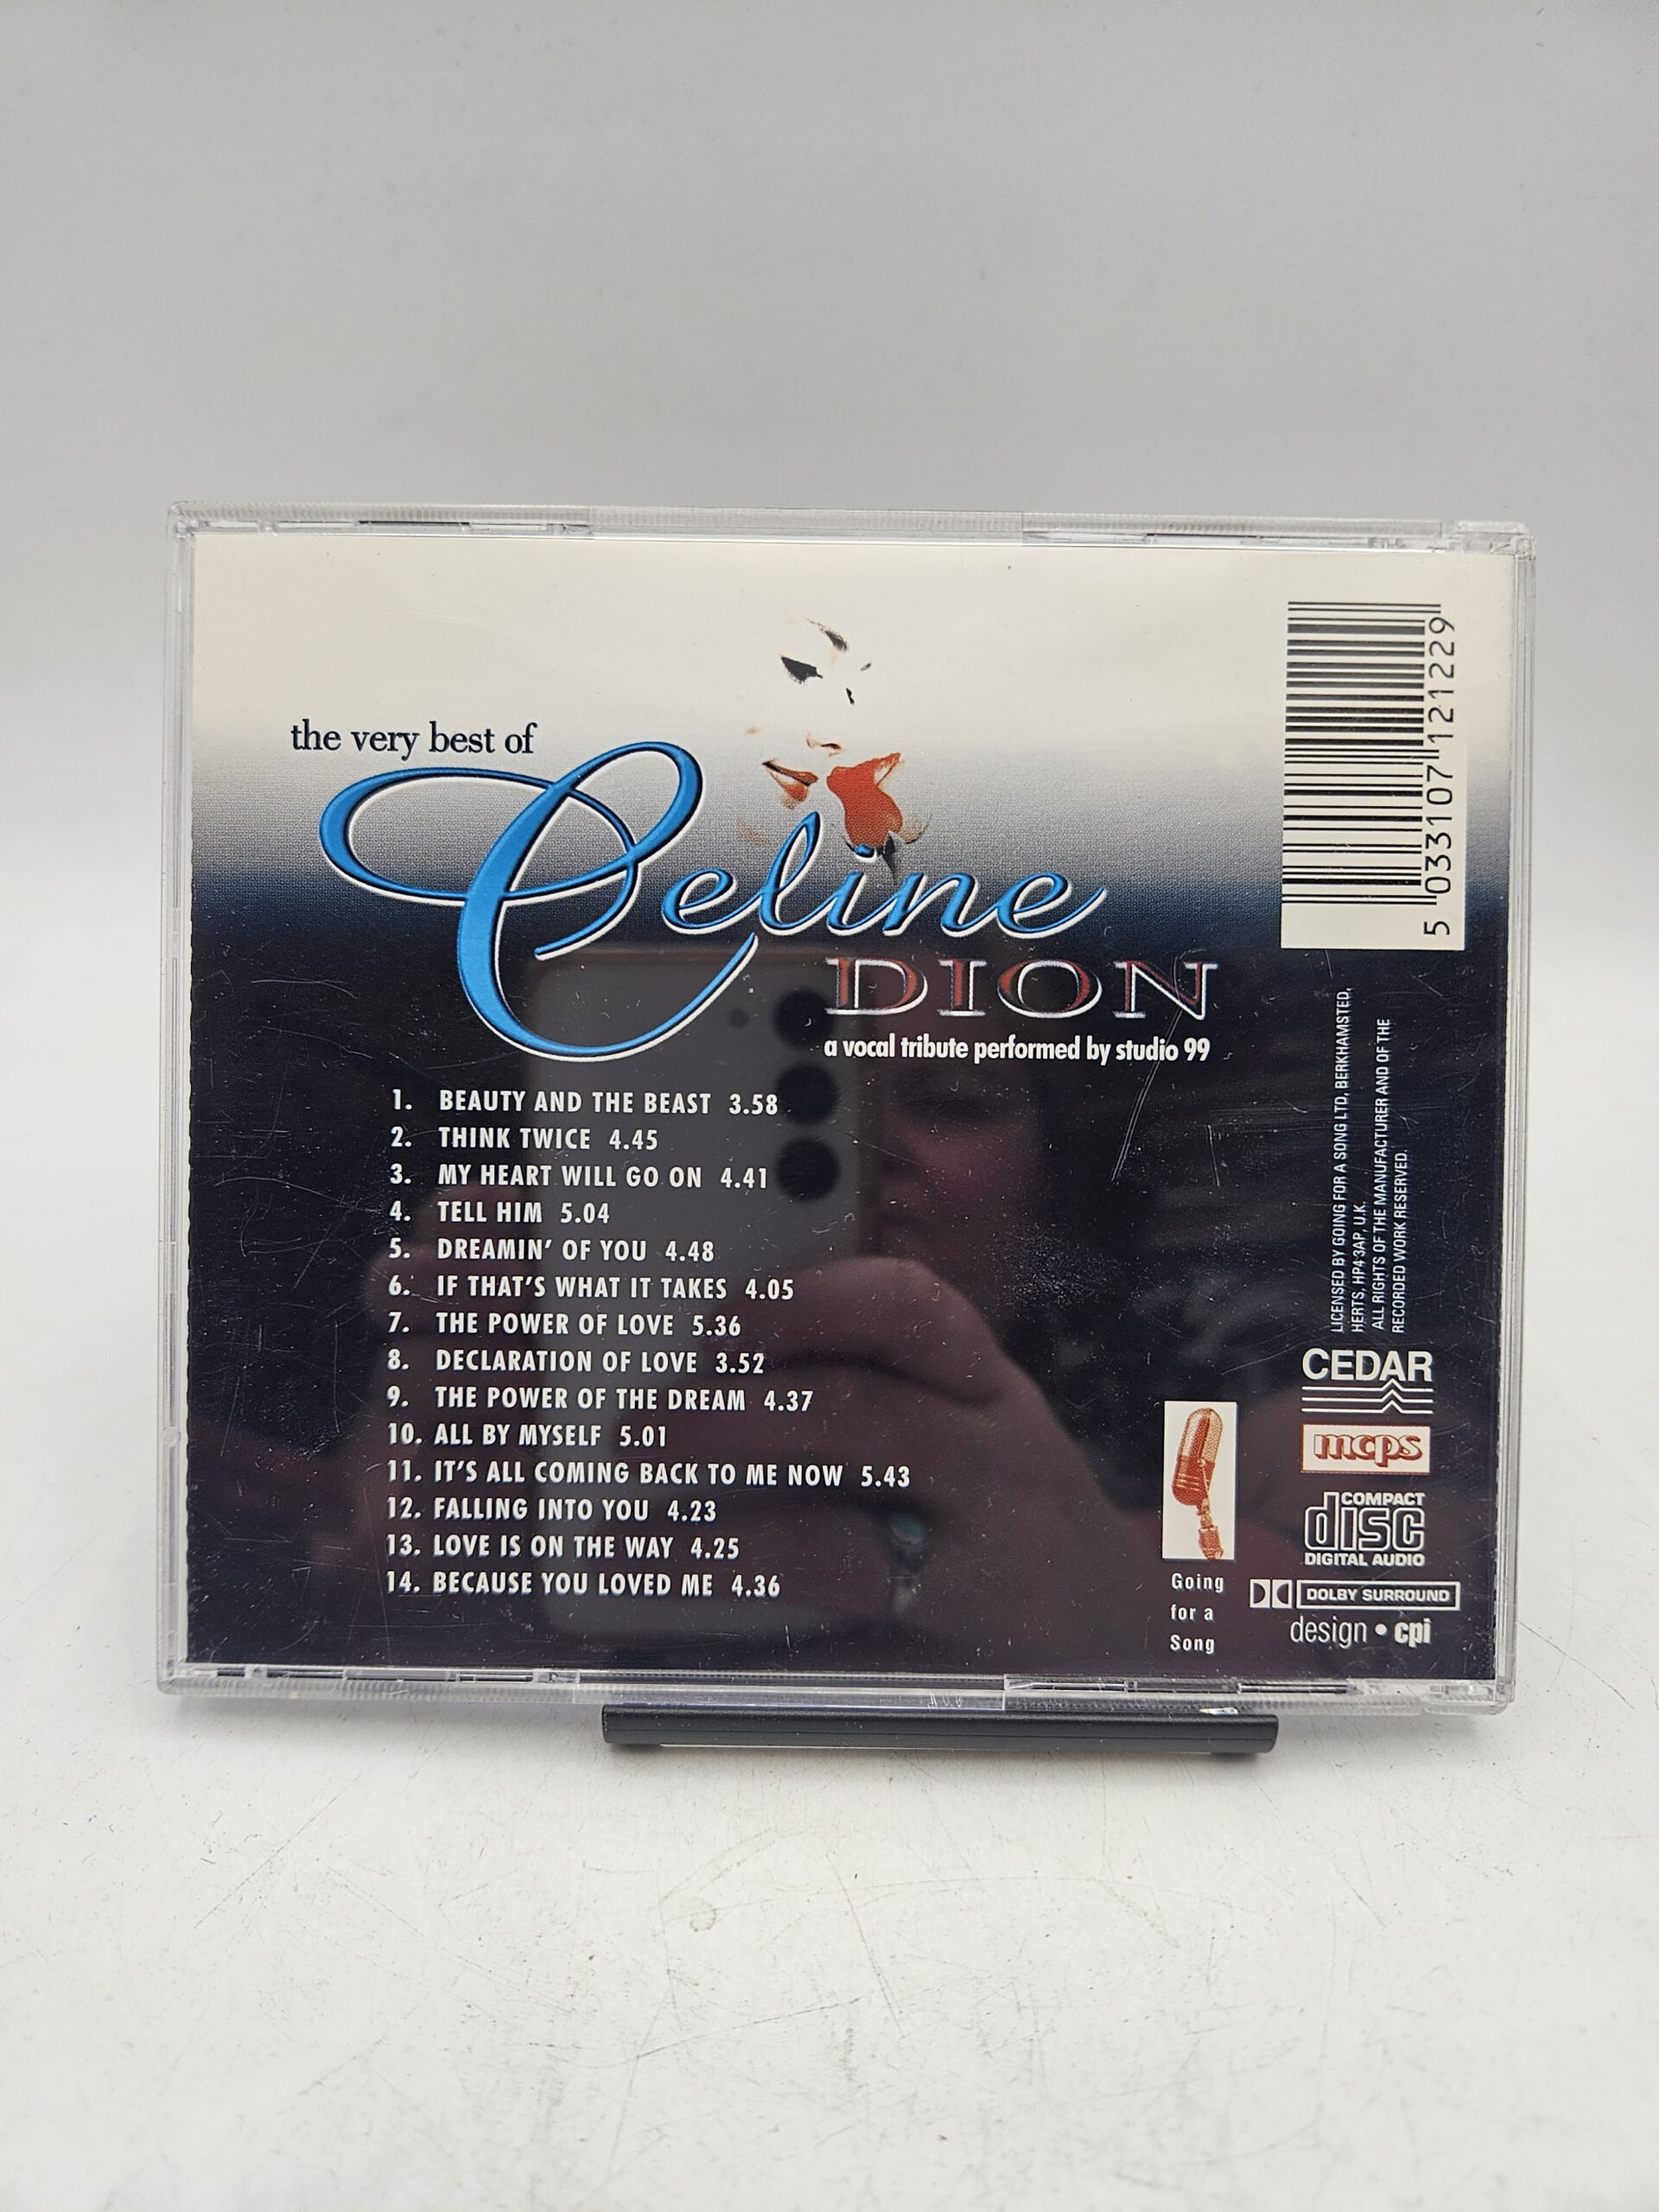 the very best of
Celine
DION
a vocal tribute performed by studio 99
1. BEAUTY AND THE BEAST 3.58
2. THINK TWICE 4.45
3. MY HEART WILL GO ON 4.41
4. TELL HIM 5.04
5. DREAMIN' OF YOU 4.48
6. IF THAT'S WHAT IT TAKES 4.05
7. THE POWER OF LOVE 5.36
8. DECLARATION OF LOVE 3.52
9. THE POWER OF THE DREAM 4.37
10. ALL BY MYSELF 5.01
11. IT'S ALL COMING BACK TO ME NOW 5.43
12. FALLING INTO YOU 4.23
13. LOVE IS ON THE WAY 4.25
14. BECAUSE YOU LOVED ME 4.36
5 033107 121229
LICENSED BY GOING FOR A SONG LTD, BERKHAMSTED,
HERTS, HP4 3AP, U.K.
ALL RIGHTS OF THE MANUFACTURER AND OF THE
RECORDED WORK RESERVED.
CEDAR
mcps
COMPACT
disc
DIGITAL AUDIO
DOLBY SURROUND
design • cpi
Going
for a
Song